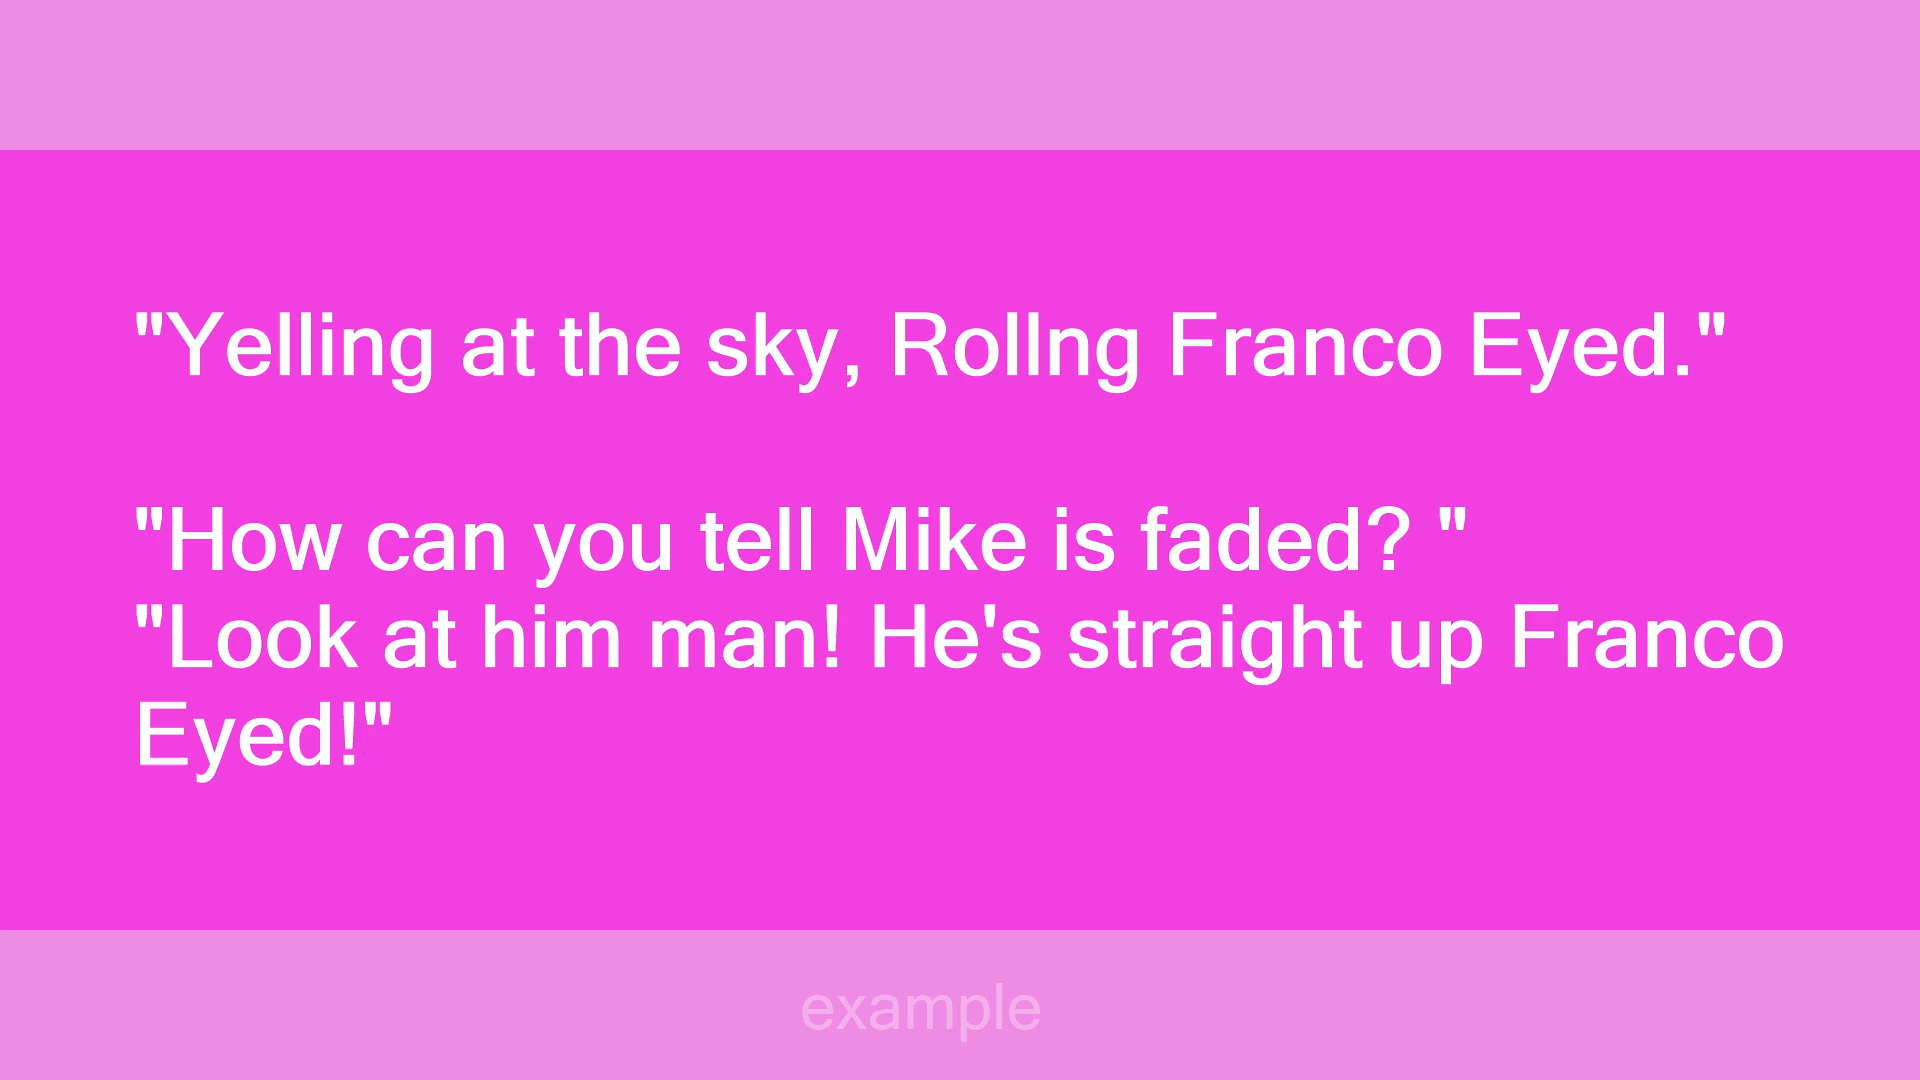 "Yelling at the sky, Rollng Franco Eyed."
"How can you tell Mike is faded? "
"Look at him man! He's straight up Franco
Eyed!"
example